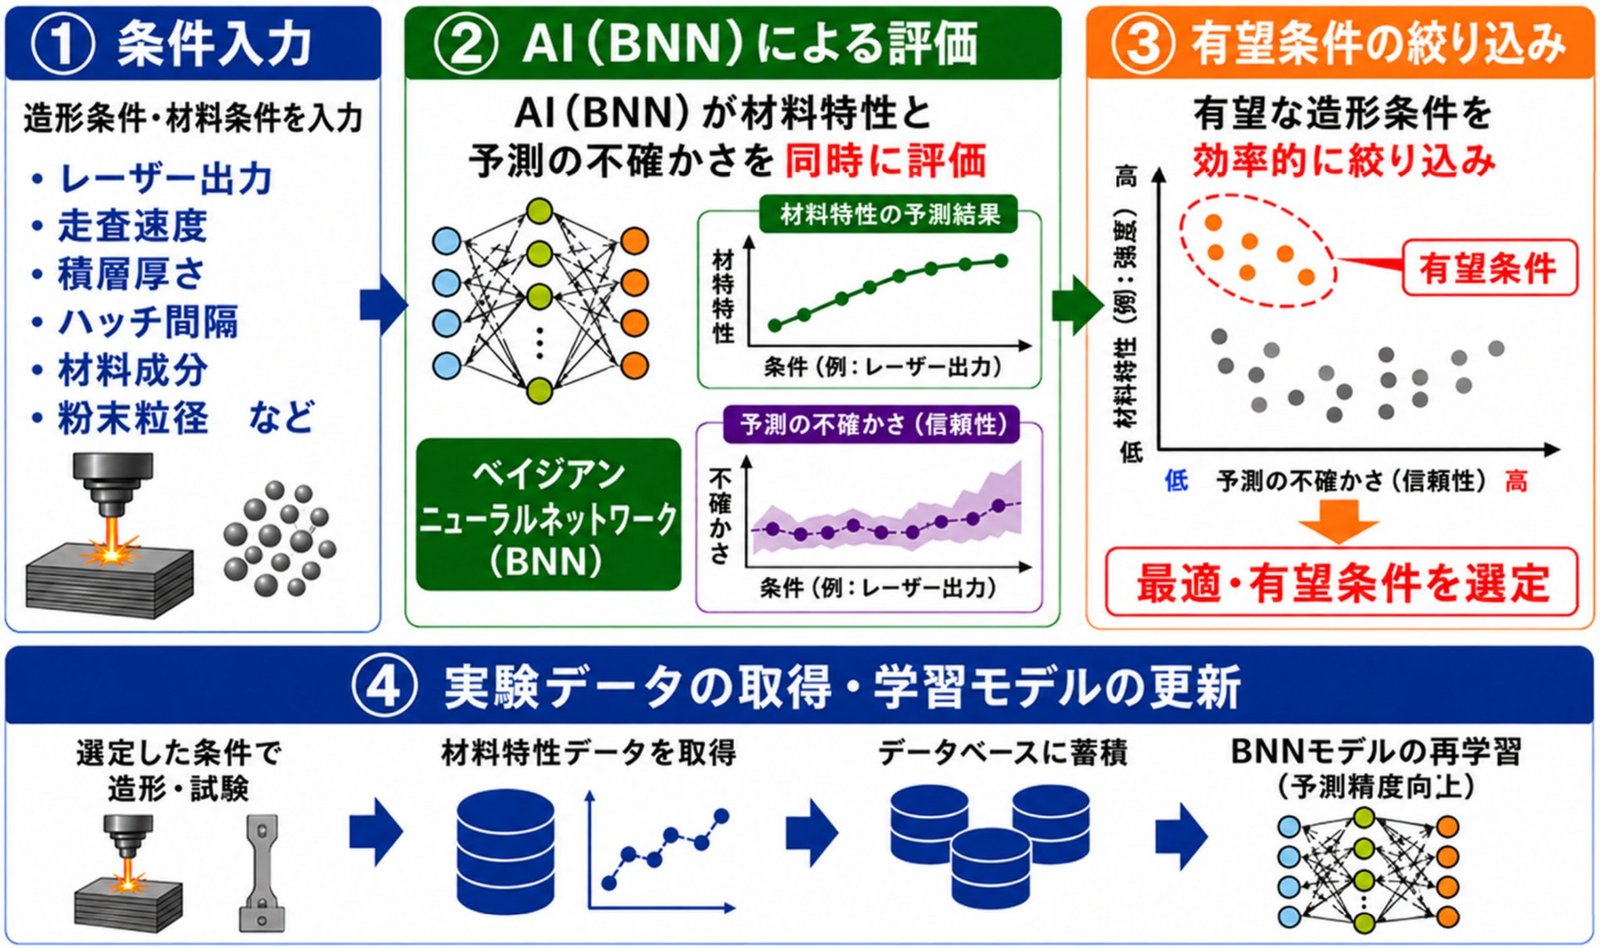 ① 条件入力
造形条件・材料条件を入力
・レーザー出力
・走査速度
・積層厚さ
・ハッチ間隔
・材料成分
・粉末粒径 など
② AI(BNN)による評価
AI(BNN)が材料特性と
予測の不確かさを 同時に評価
材料特性の予測結果
材料特性
条件(例:レーザー出力)
ベイジアン
ニューラルネットワーク
(BNN)
予測の不確かさ(信頼性)
不確かさ
条件(例:レーザー出力)
③ 有望条件の絞り込み
有望な造形条件を
効率的に絞り込み
高
材料特性(例:強度)
低
有望条件
低 予測の不確かさ(信頼性) 高
最適・有望条件を選定
④ 実験データの取得・学習モデルの更新
選定した条件で
造形・試験
材料特性データを取得
データベースに蓄積
BNNモデルの再学習
(予測精度向上)